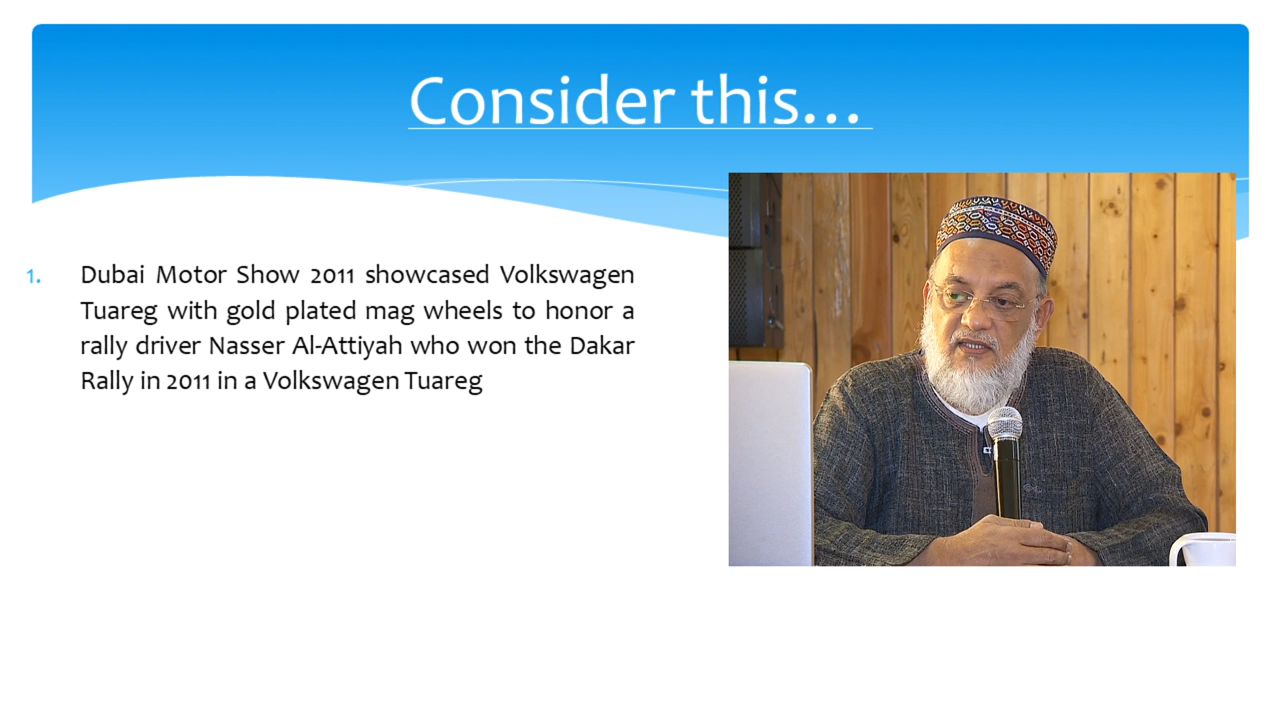 Consider this…
1. Dubai Motor Show 2011 showcased Volkswagen
Tuareg with gold plated mag wheels to honor a
rally driver Nasser Al-Attiyah who won the Dakar
Rally in 2011 in a Volkswagen Tuareg